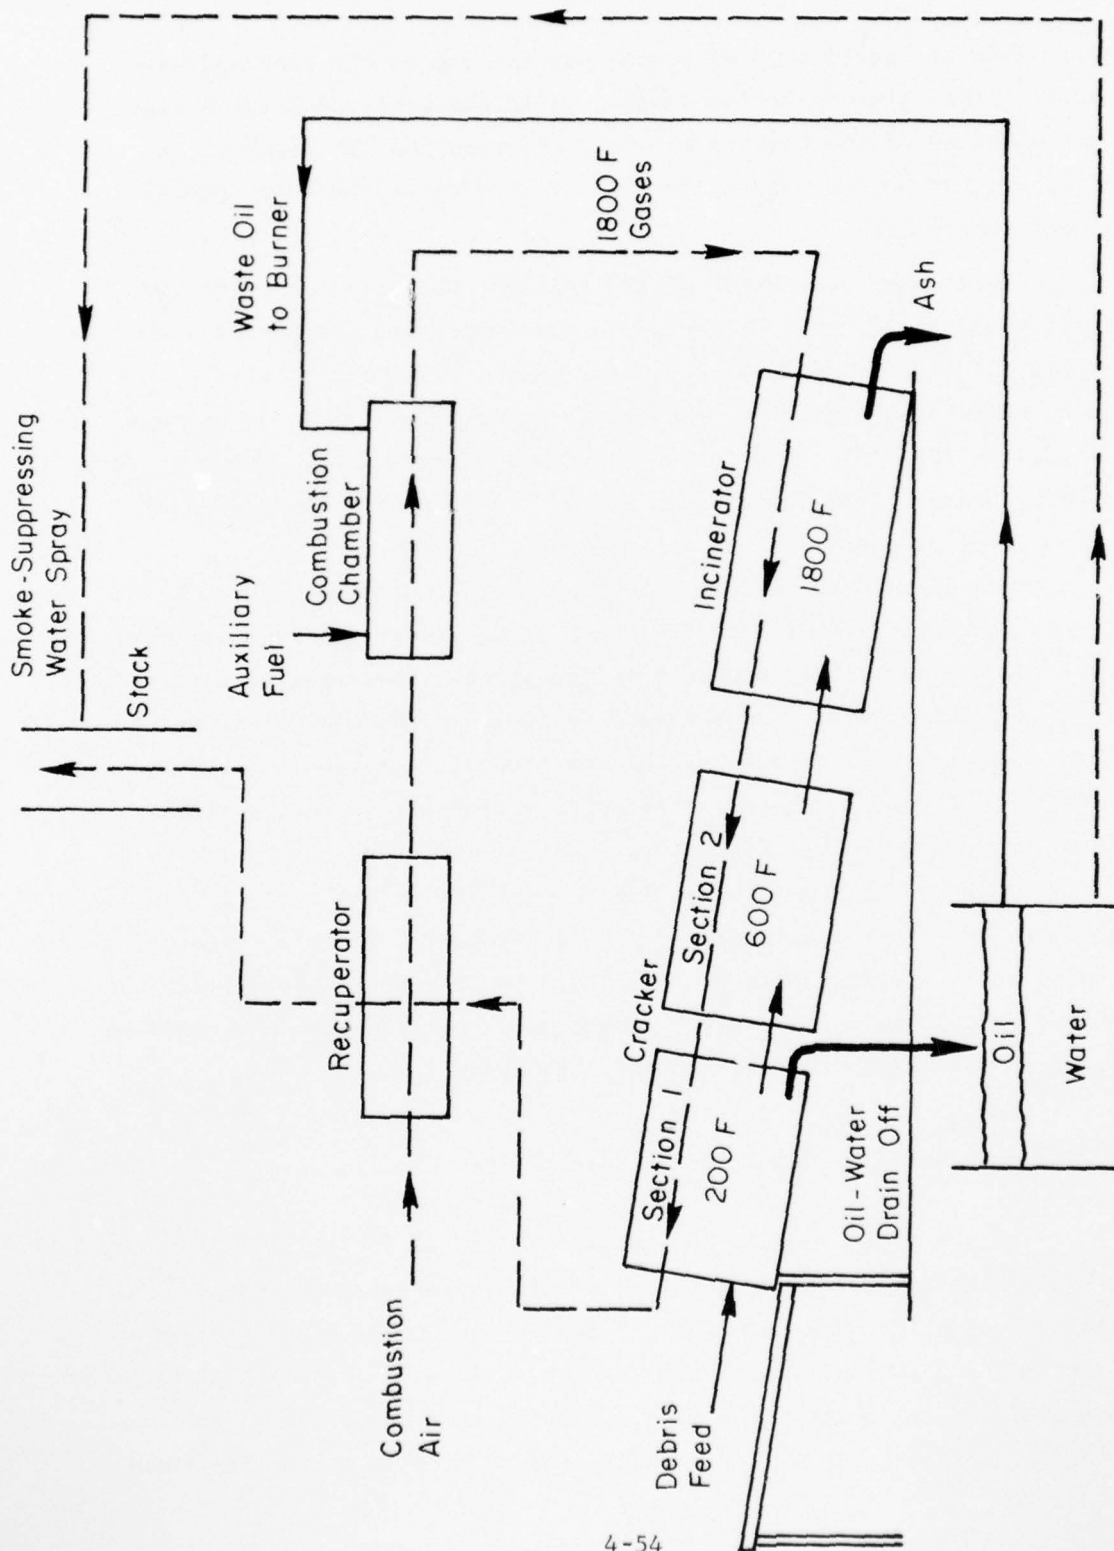 Smoke-Suppressing
Water Spray
Stack
Waste Oil
to Burner
Auxiliary
Fuel
Combustion
Chamber
Recuperator
1800 F
Gases
Combustion
Air
Incinerator
1800 F
Cracker
Section 2
600 F
Section 1
200 F
Debris
Feed
Ash
Oil-Water
Drain Off
Oil
Water
4-54